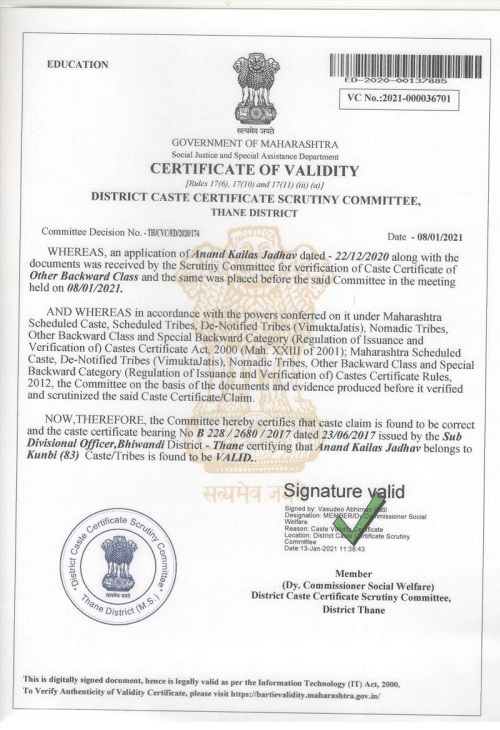 EDUCATION
ED-2020-00137885
VC No.:2021-000036701
सत्यमेव जयते
GOVERNMENT OF MAHARASHTRA
Social Justice and Special Assistance Department
CERTIFICATE OF VALIDITY
[Rules 17(6), 17(10) and 17(11) (iii) (a)]
DISTRICT CASTE CERTIFICATE SCRUTINY COMMITTEE,
THANE DISTRICT
Committee Decision No. -TH/CVC/ED/2020/174
Date - 08/01/2021
WHEREAS, an application of Anand Kailas Jadhav dated - 22/12/2020 along with the
documents was received by the Scrutiny Committee for verification of Caste Certificate of
Other Backward Class and the same was placed before the said Committee in the meeting
held on 08/01/2021.
AND WHEREAS in accordance with the powers conferred on it under Maharashtra
Scheduled Caste, Scheduled Tribes, De-Notified Tribes (VimuktaJatis), Nomadic Tribes,
Other Backward Class and Special Backward Category (Regulation of Issuance and
Verification of) Castes Certificate Act, 2000 (Mah. XXIII of 2001); Maharashtra Scheduled
Caste, De-Notified Tribes (VimuktaJatis), Nomadic Tribes, Other Backward Class and Special
Backward Category (Regulation of Issuance and Verification of) Castes Certificate Rules,
2012, the Committee on the basis of the documents and evidence produced before it verified
and scrutinized the said Caste Certificate/Claim.
NOW,THEREFORE, the Committee hereby certifies that caste claim is found to be correct
and the caste certificate bearing No B 228 / 2680 / 2017 dated 23/06/2017 issued by the Sub
Divisional Officer,Bhiwandi District - Thane certifying that Anand Kailas Jadhav belongs to
Kunbi (83) Caste/Tribes is found to be VALID..
सत्यमेव जयते
Signature valid
Signed by: Vasudeo Abhiman Patil
Designation: MEMBER/Dy. Commissioner Social
Welfare
Reason: Caste Validity Certificate
Location: District Caste Certificate Scrutiny
Committee
Date:13-Jan-2021 11:38:43
District Caste Certificate Scrutiny Committee,
सत्यमेव जयते
Thane District (M.S.)
Member
(Dy. Commissioner Social Welfare)
District Caste Certificate Scrutiny Committee,
District Thane
This is digitally signed document, hence is legally valid as per the Information Technology (IT) Act, 2000.
To Verify Authenticity of Validity Certificate, please visit https://bartievalidity.maharashtra.gov.in/